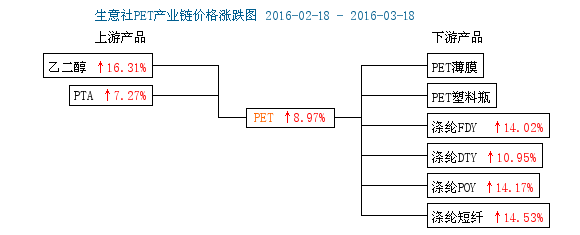 生意社PET产业链价格涨跌图 2016-02-18 - 2016-03-18
上游产品
下游产品
乙二醇 ↑16.31%
PTA ↑7.27%
PET ↑8.97%
PET薄膜
PET塑料瓶
涤纶FDY ↑14.02%
涤纶DTY ↑10.95%
涤纶POY ↑14.17%
涤纶短纤 ↑14.53%